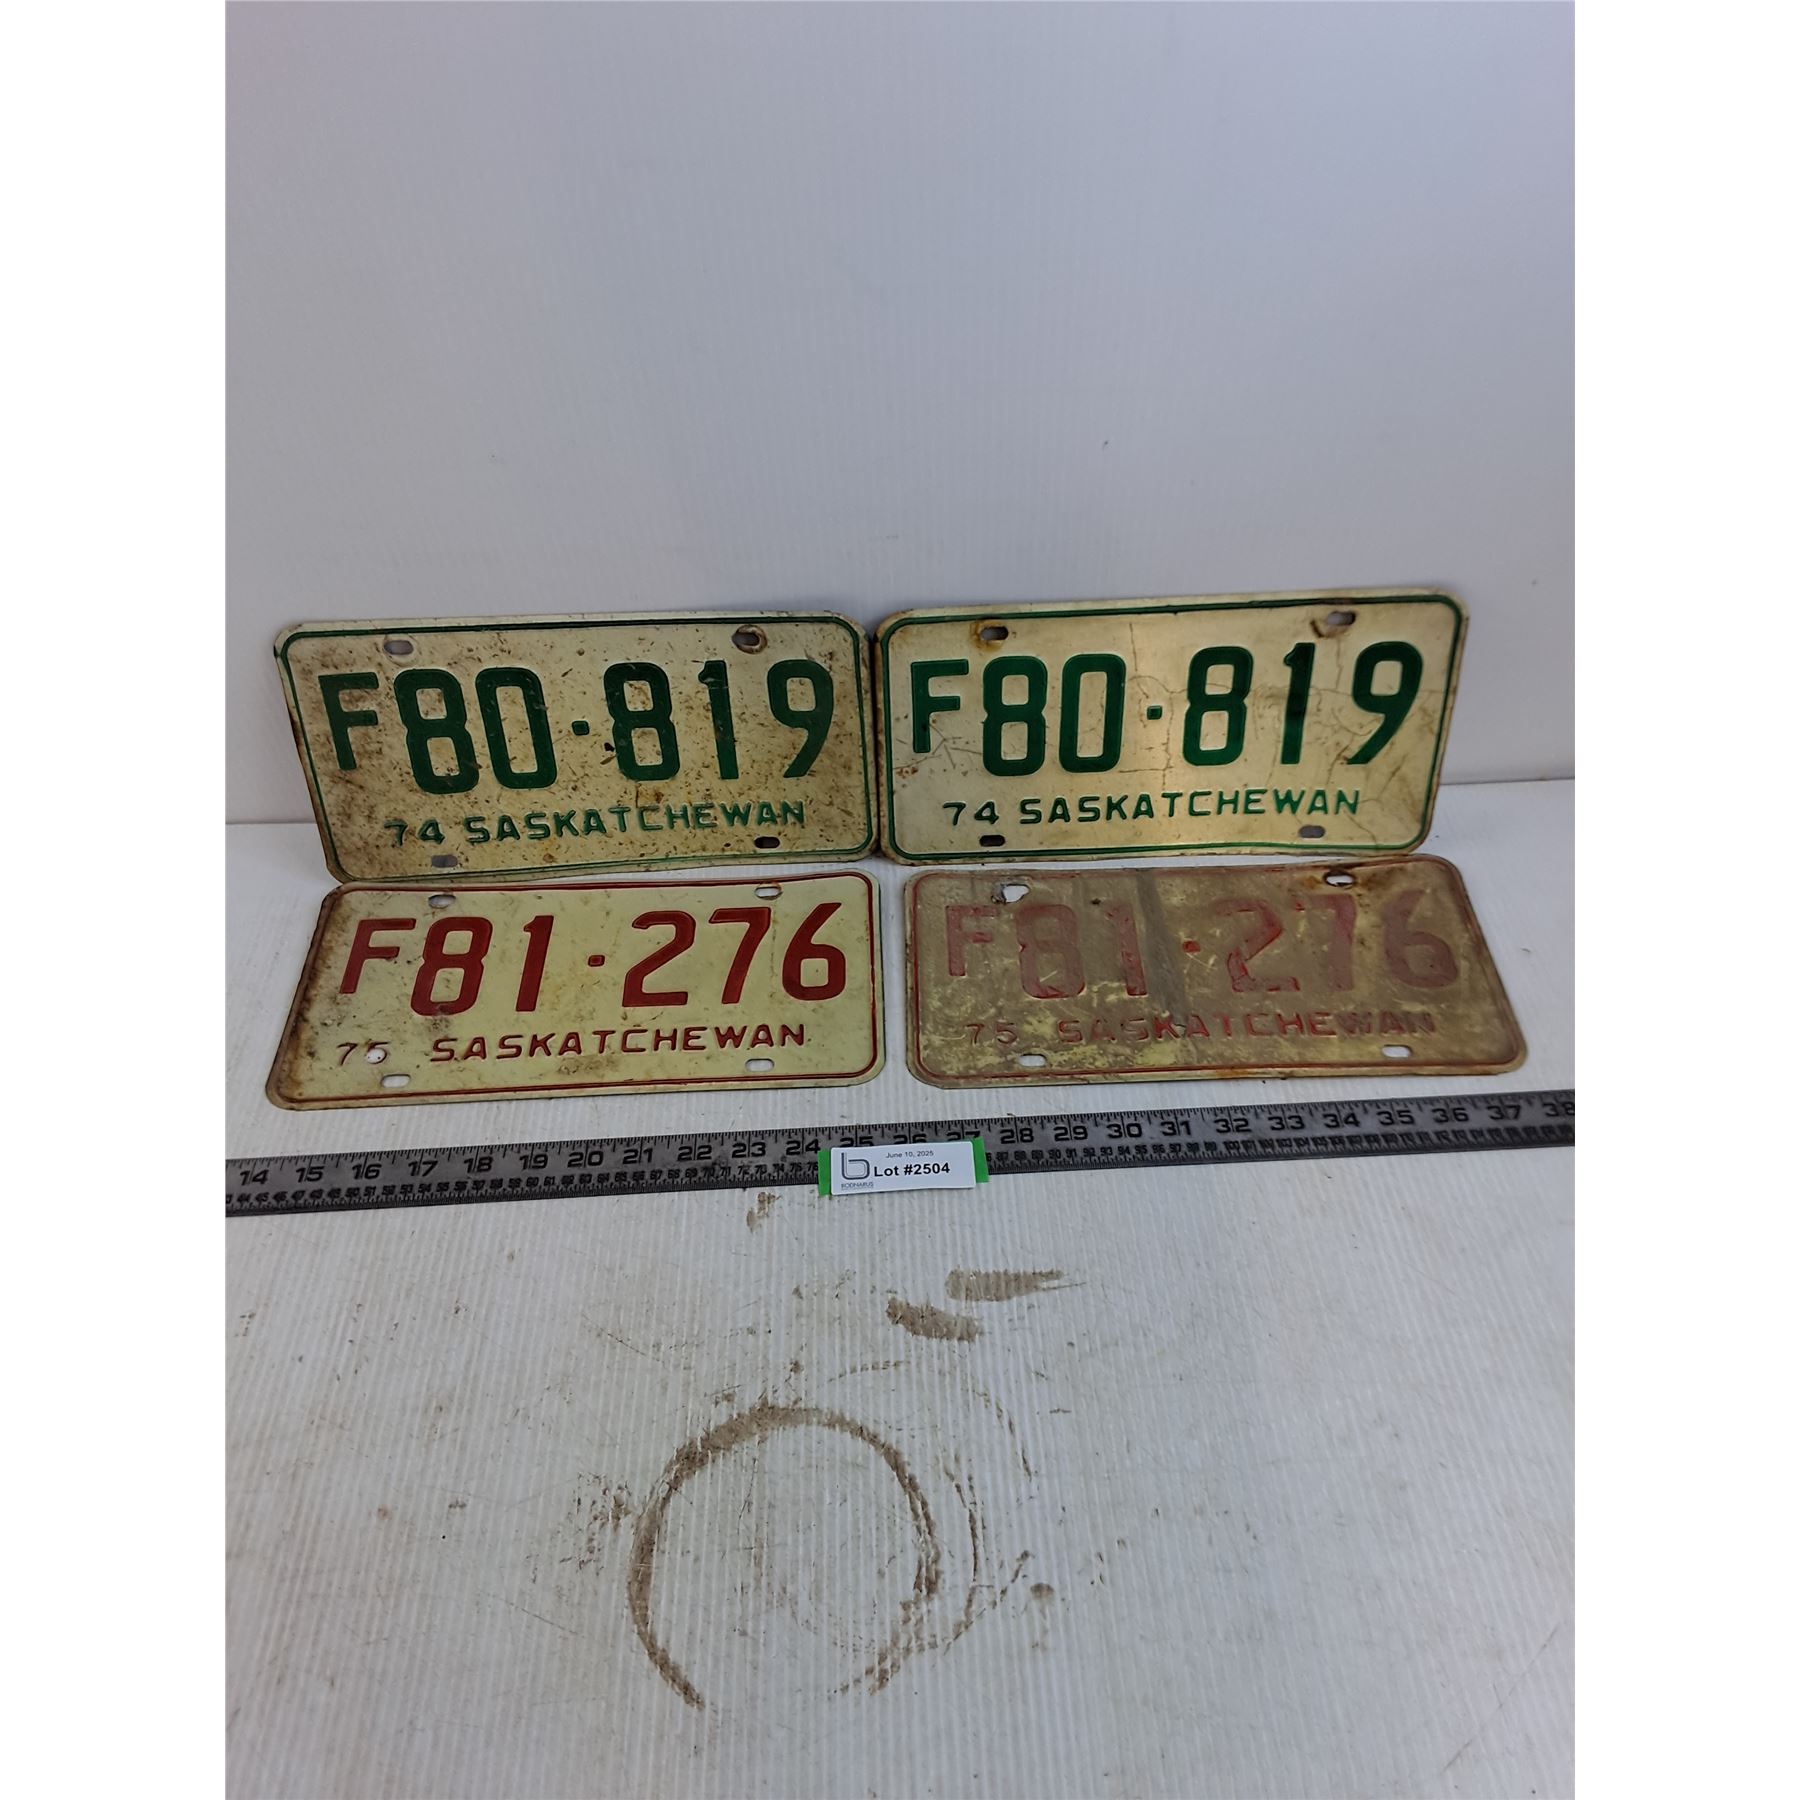 F80·819
74 SASKATCHEWAN
F80·819
74 SASKATCHEWAN
F81·276
75 SASKATCHEWAN
F81·276
75 SASKATCHEWAN
14 15 16 17 18 19 20 21 22 23 24 25 26 27 28 29 30 31 32 33 34 35 36 37 38
June 10, 2025
Lot #2504
BODNARUS